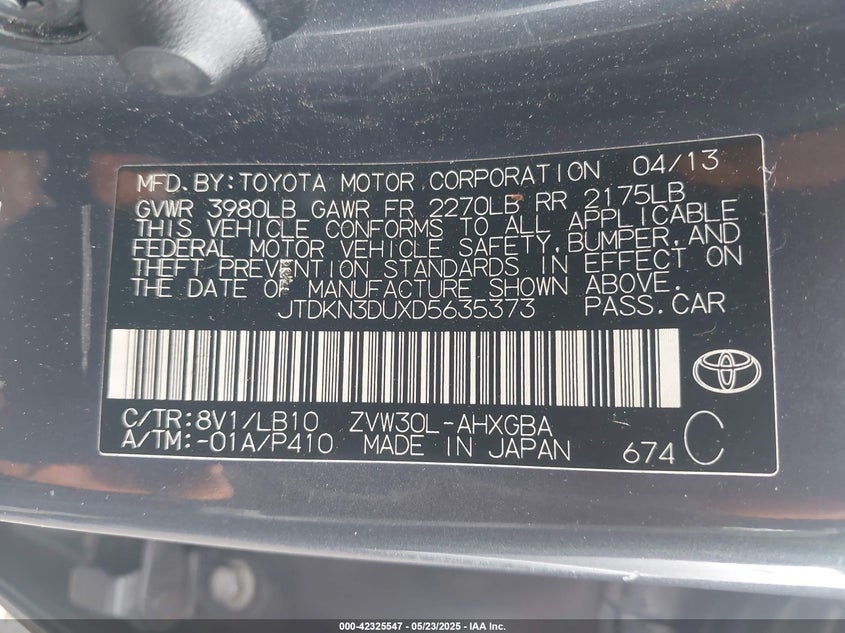 MFD. BY: TOYOTA MOTOR CORPORATION 04/13
GVWR 3980LB GAWR FR 2270LB RR 2175LB
THIS VEHICLE CONFORMS TO ALL APPLICABLE
FEDERAL MOTOR VEHICLE SAFETY, BUMPER, AND
THEFT PREVENTION STANDARDS IN EFFECT ON
THE DATE OF MANUFACTURE SHOWN ABOVE.
JTDKN3DUXD5635373 PASS. CAR
C/TR: 8V1/LB10 ZVW30L-AHXGBA
A/TM: -01A/P410 MADE IN JAPAN 674 C
000-42325547 - 05/23/2025 - IAA Inc.